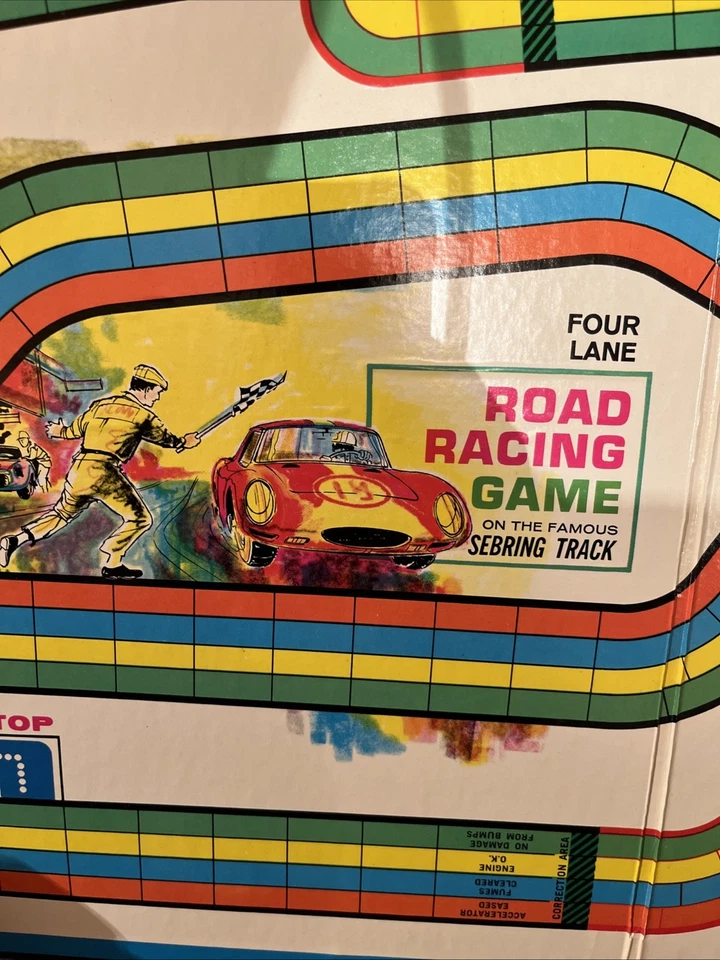 FOUR
LANE
ROAD
RACING
GAME
ON THE FAMOUS
SEBRING TRACK
19
TOP
NO DAMAGE
FROM BUMPS
ENGINE
O.K.
FUMES
CLEARED
ACCELERATOR
EASED
CORRECTION AREA